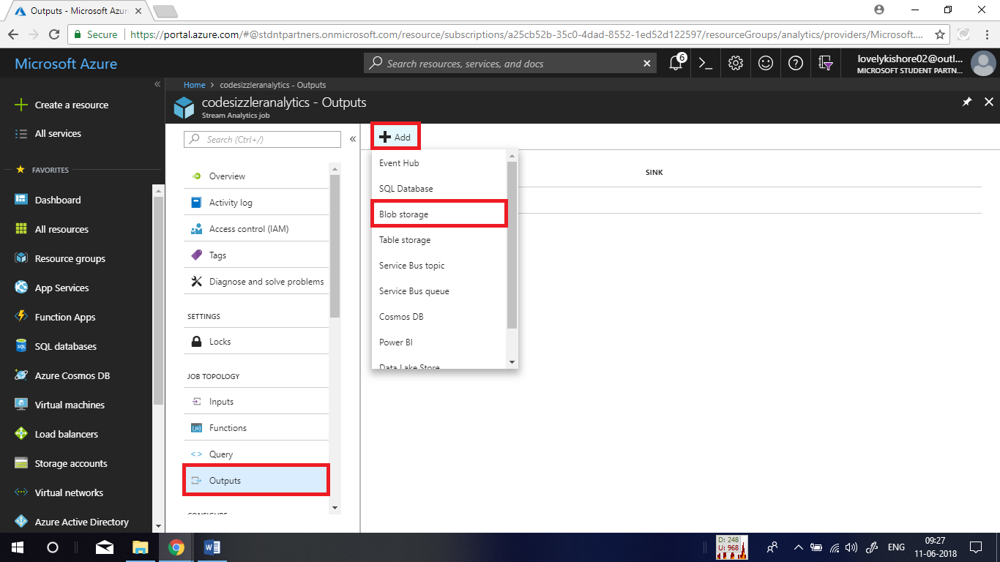 Outputs - Microsoft Azur
Secure
https://portal.azure.com/#@stdntpartners.onmicrosoft.com/resource/subscriptions/a25cb52b-35c0-4dad-8552-1ed52d122597/resourceGroups/analytics/providers/Microsoft....
Microsoft Azure
Search resources, services, and docs
6
lovelykishore02@outl...
MICROSOFT STUDENT PARTN...
Create a resource
All services
FAVORITES
Dashboard
All resources
Resource groups
App Services
Function Apps
SQL databases
Azure Cosmos DB
Virtual machines
Load balancers
Storage accounts
Virtual networks
Azure Active Directory
Home > codesizzleranalytics - Outputs
codesizzleranalytics - Outputs
Stream Analytics job
Search (Ctrl+/)
Overview
Activity log
Access control (IAM)
Tags
Diagnose and solve problems
SETTINGS
Locks
JOB TOPOLOGY
Inputs
Functions
Query
Outputs
CONFIGURE
Add
Event Hub
SQL Database
Blob storage
Table storage
Service Bus topic
Service Bus queue
Cosmos DB
Power BI
Data Lake Store
SINK
D: 248
U: 968
ENG
09:27
11-06-2018